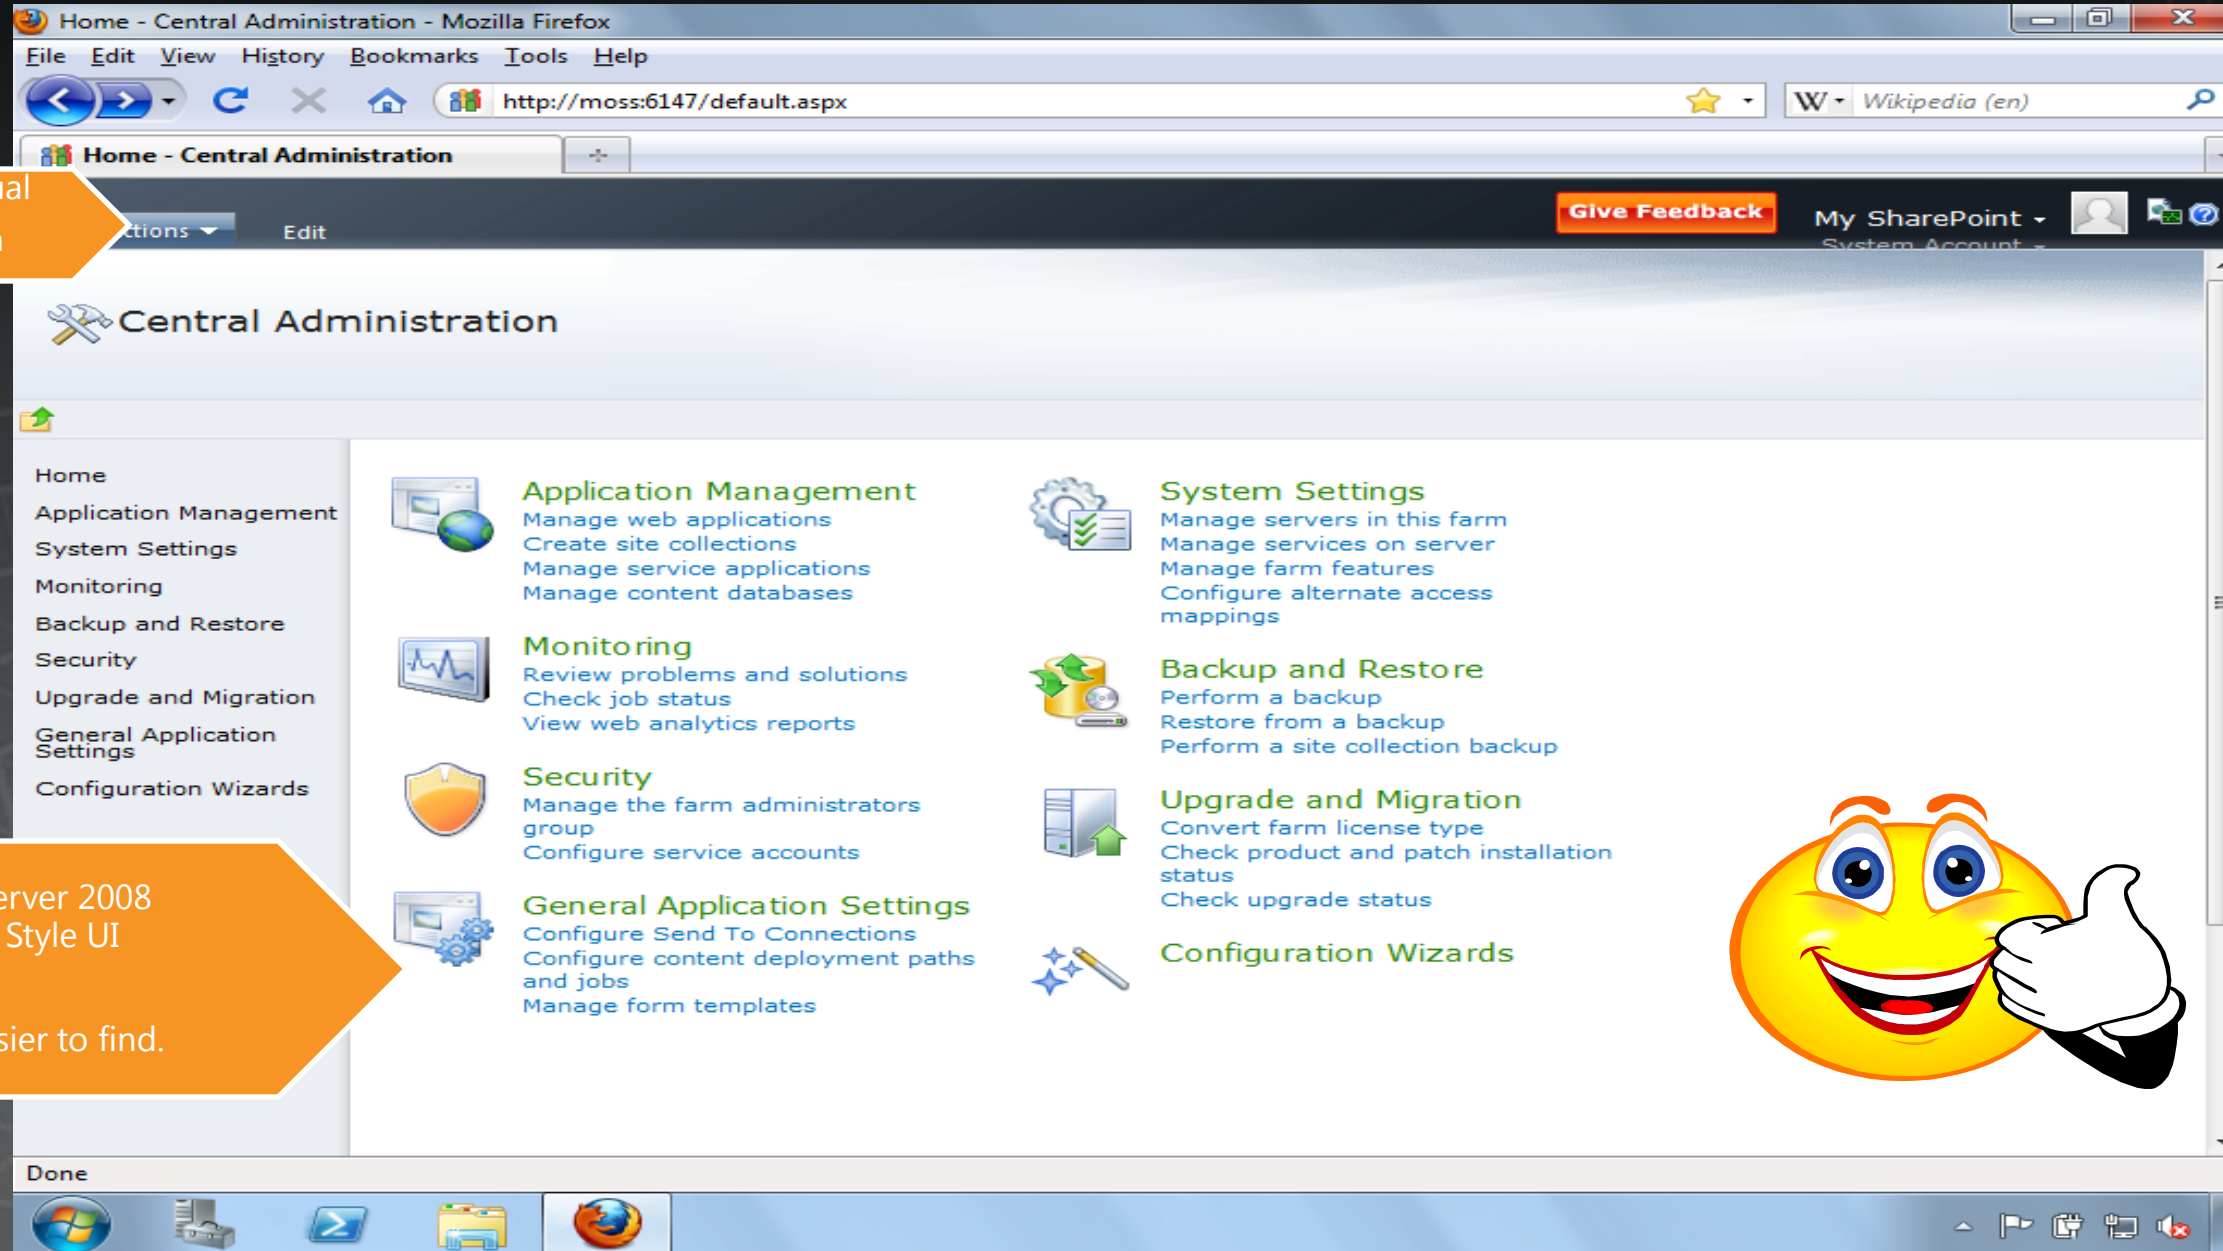 Home - Central Administration - Mozilla Firefox
File Edit View History Bookmarks Tools Help
http://moss:6147/default.aspx
W Wikipedia (en)
Home - Central Administration
Edit
Give Feedback
My SharePoint
System Account
Central Administration
Home
Application Management
System Settings
Monitoring
Backup and Restore
Security
Upgrade and Migration
General Application
Settings
Configuration Wizards
Application Management
Manage web applications
Create site collections
Manage service applications
Manage content databases
Monitoring
Review problems and solutions
Check job status
View web analytics reports
Security
Manage the farm administrators
group
Configure service accounts
General Application Settings
Configure Send To Connections
Configure content deployment paths
and jobs
Manage form templates
System Settings
Manage servers in this farm
Manage services on server
Manage farm features
Configure alternate access
mappings
Backup and Restore
Perform a backup
Restore from a backup
Perform a site collection backup
Upgrade and Migration
Convert farm license type
Check product and patch installation
status
Check upgrade status
Configuration Wizards
2008
Style UI
to find.
Done